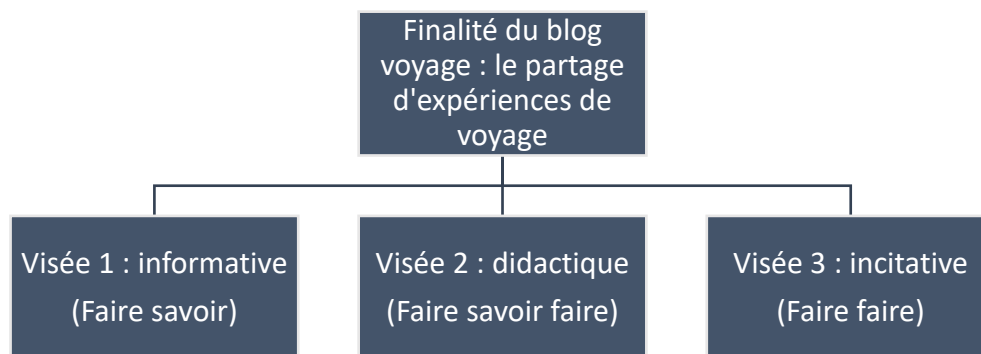 Finalité du blog
voyage : le partage
d'expériences de
voyage
Visée 1 : informative
(Faire savoir)
Visée 2 : didactique
(Faire savoir faire)
Visée 3 : incitative
(Faire faire)